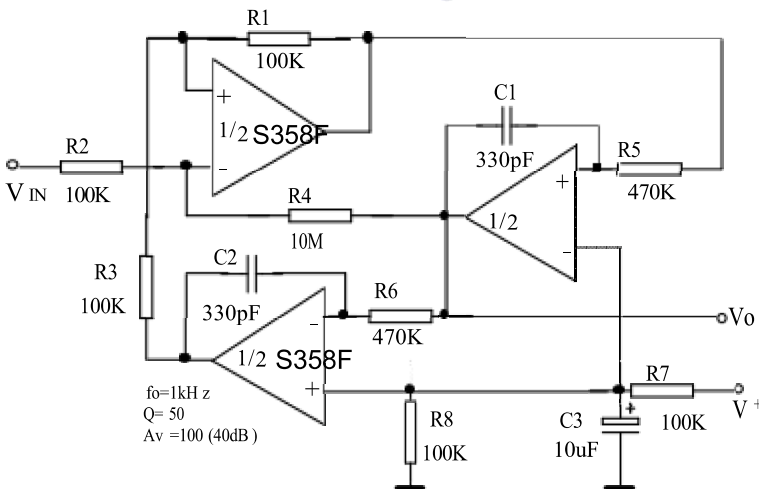 R1
100K
C1
+
1/2 S358F
R2
330pF
R5
-
+
V IN
100K
R4
470K
1/2
10M
-
R3
C2
100K
R6
330pF
-
Vo
470K
1/2 S358F
R7
+
fo=1kH z
Q= 50
Av =100 (40dB )
R8
+
C3
100K
V +
100K
10uF